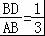 BD/AB = 1/3